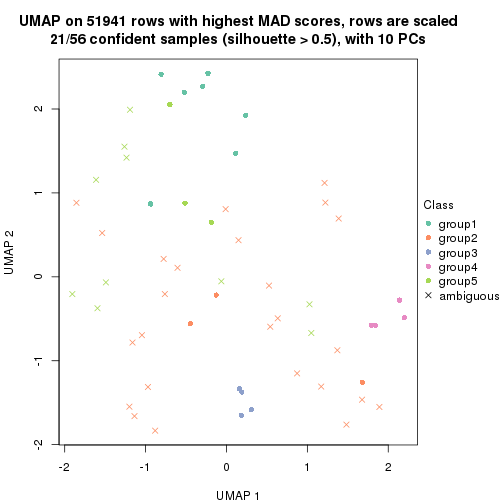 UMAP on 51941 rows with highest MAD scores, rows are scaled
21/56 confident samples (silhouette > 0.5), with 10 PCs
2
1
0
-1
-2
UMAP 2
-2
-1
0
1
2
UMAP 1
Class
group1
group2
group3
group4
group5
ambiguous